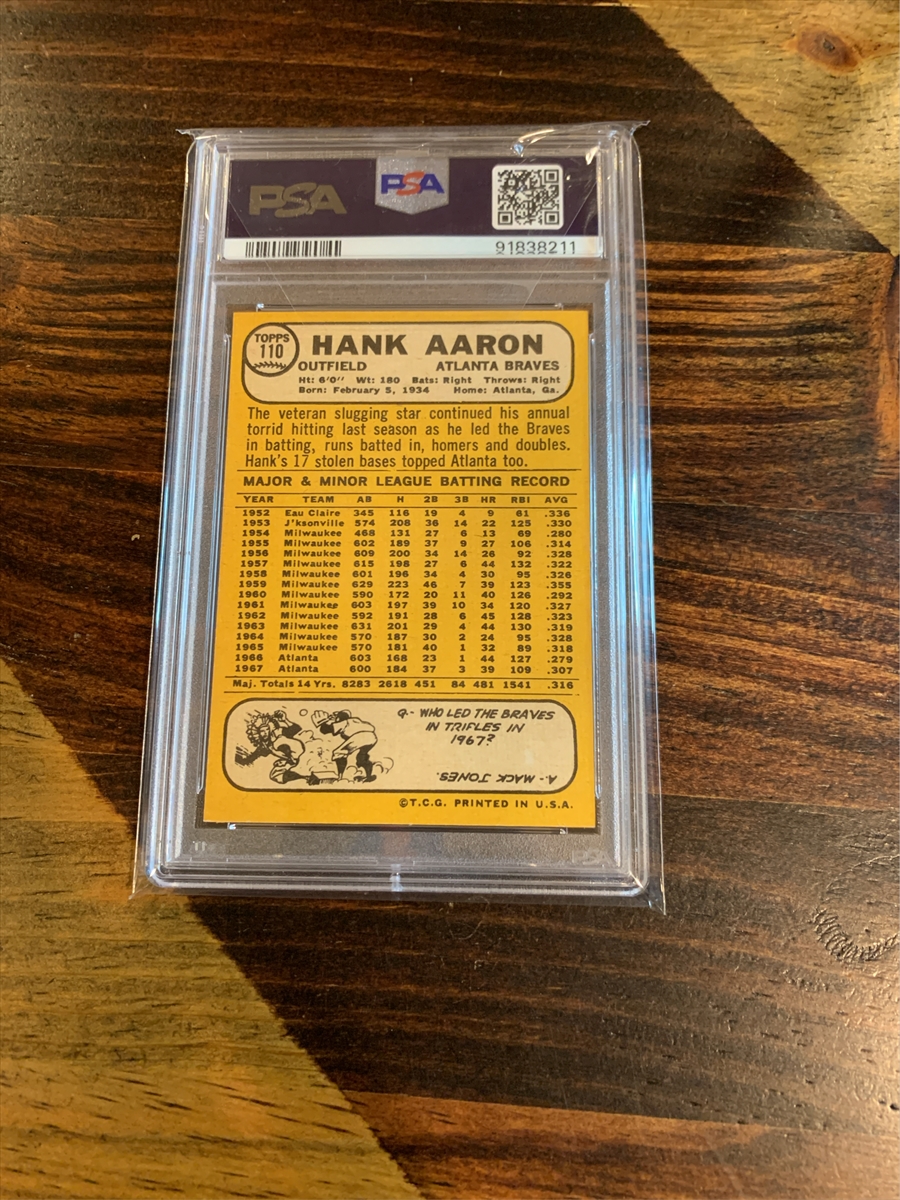 PSA
PSA
91838211
TOPPS
110
HANK AARON
OUTFIELD ATLANTA BRAVES
Ht: 6'0" Wt: 180 Bats: Right Throws: Right
Born: February 5, 1934 Home: Atlanta, Ga.
The veteran slugging star continued his annual
torrid hitting last season as he led the Braves
in batting, runs batted in, homers and doubles.
Hank's 17 stolen bases topped Atlanta too.
MAJOR & MINOR LEAGUE BATTING RECORD
YEAR TEAM AB H 2B 3B HR RBI AVG
1952 Eau Claire 345 116 19 4 9 61 .336
1953 J'ksonville 574 208 36 14 22 125 .330
1954 Milwaukee 468 131 27 6 13 69 .280
1955 Milwaukee 602 189 37 9 27 106 .314
1956 Milwaukee 609 200 34 14 26 92 .328
1957 Milwaukee 615 198 27 6 44 132 .322
1958 Milwaukee 601 196 34 4 30 95 .326
1959 Milwaukee 629 223 46 7 39 123 .355
1960 Milwaukee 590 172 20 11 40 126 .292
1961 Milwaukee 603 197 39 10 34 120 .327
1962 Milwaukee 592 191 28 6 45 128 .323
1963 Milwaukee 631 201 29 4 44 130 .319
1964 Milwaukee 570 187 30 2 24 95 .328
1965 Milwaukee 570 181 40 1 32 89 .318
1966 Atlanta 603 168 23 1 44 127 .279
1967 Atlanta 600 184 37 3 39 109 .307
Maj. Totals 14 Yrs. 8283 2618 451 84 481 1541 .316
Q- WHO LED THE BRAVES
IN TRIPLES IN
1967?
A- MACK JONES.
©T.C.G. PRINTED IN U.S.A.